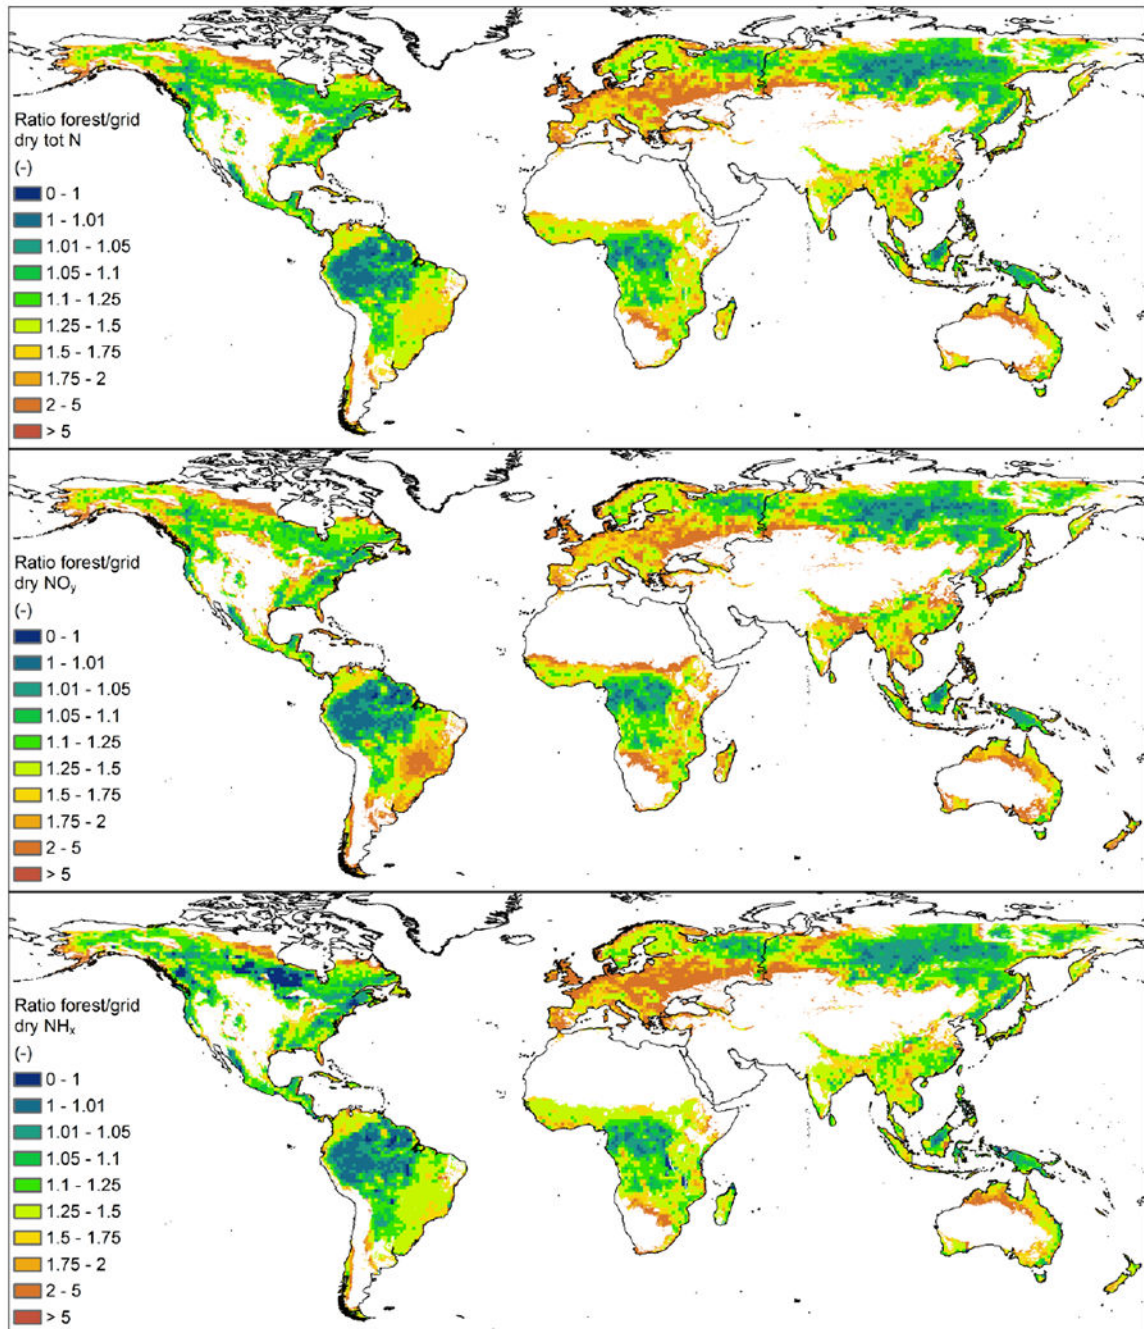 Ratio forest/grid
dry tot N
(-)
0 - 1
1 - 1.01
1.01 - 1.05
1.05 - 1.1
1.1 - 1.25
1.25 - 1.5
1.5 - 1.75
1.75 - 2
2 - 5
> 5
Ratio forest/grid
dry NOy
(-)
0 - 1
1 - 1.01
1.01 - 1.05
1.05 - 1.1
1.1 - 1.25
1.25 - 1.5
1.5 - 1.75
1.75 - 2
2 - 5
> 5
Ratio forest/grid
dry NHx
(-)
0 - 1
1 - 1.01
1.01 - 1.05
1.05 - 1.1
1.1 - 1.25
1.25 - 1.5
1.5 - 1.75
1.75 - 2
2 - 5
> 5